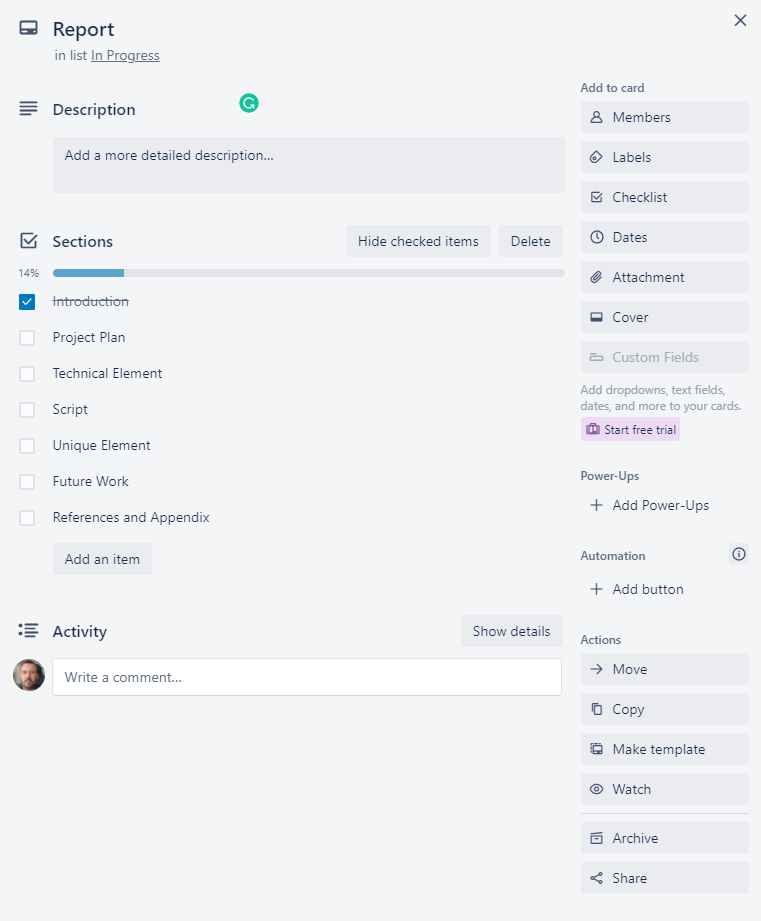 Report
in list In Progress
Description
Add a more detailed description...
Sections
Hide checked items
Delete
14%
Introduction
Project Plan
Technical Element
Script
Unique Element
Future Work
References and Appendix
Add an item
Activity
Show details
Write a comment...
Add to card
Members
Labels
Checklist
Dates
Attachment
Cover
Custom Fields
Add dropdowns, text fields,
dates, and more to your cards.
Start free trial
Power-Ups
Add Power-Ups
Automation
Add button
Actions
Move
Copy
Make template
Watch
Archive
Share